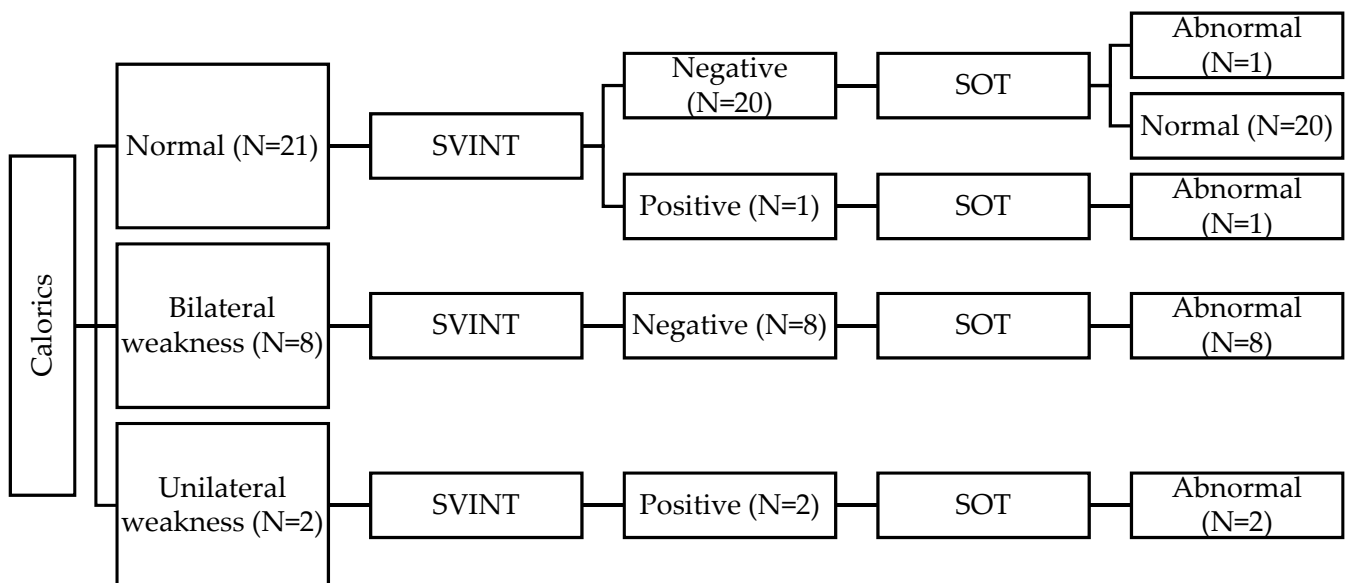 Calorics
Normal (N=21)
SVINT
Negative
(N=20)
SOT
Abnormal
(N=1)
Normal (N=20)
Positive (N=1)
SOT
Abnormal
(N=1)
Bilateral
weakness (N=8)
SVINT
Negative (N=8)
SOT
Abnormal
(N=8)
Unilateral
weakness (N=2)
SVINT
Positive (N=2)
SOT
Abnormal
(N=2)